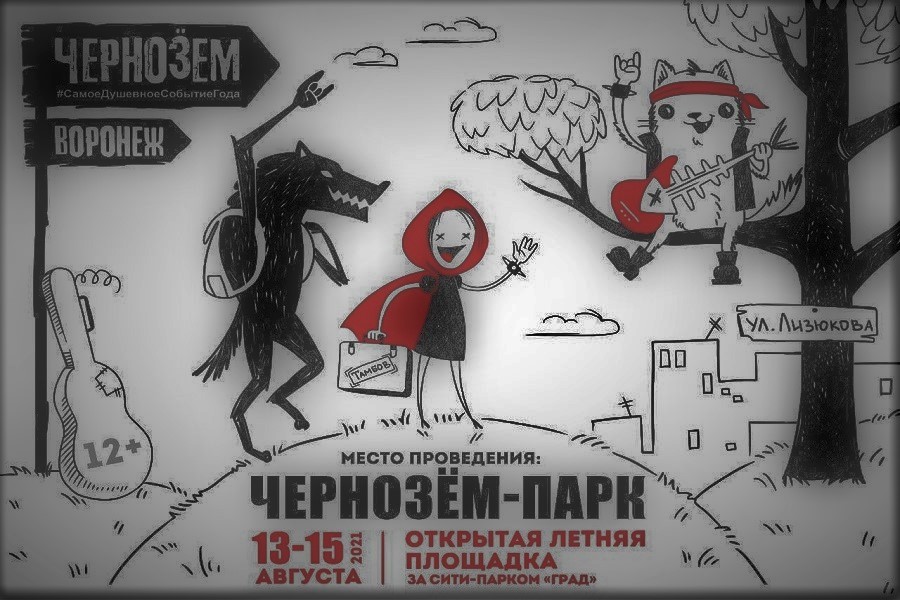 ЧЕРНОЗЁМ
#СамоеДушевноеСобытиеГода
ВОРОНЕЖ
УЛ. ЛИЗЮКОВА
ТАМБОВ
12+
МЕСТО ПРОВЕДЕНИЯ:
ЧЕРНОЗЁМ-ПАРК
13-15 2021
АВГУСТА
ОТКРЫТАЯ ЛЕТНЯЯ
ПЛОЩАДКА
ЗА СИТИ-ПАРКОМ «ГРАД»